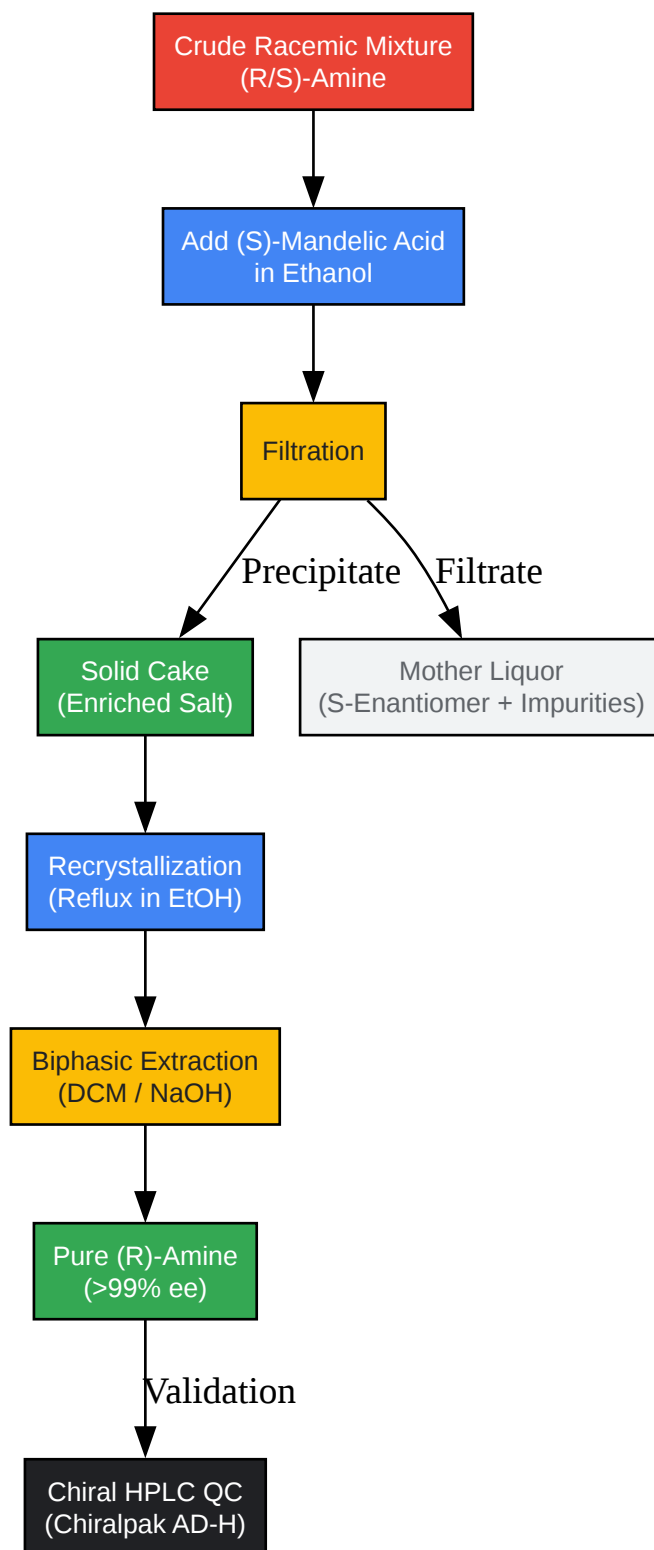 Crude Racemic Mixture
(R/S)-Amine
Add (S)-Mandelic Acid
in Ethanol
Filtration
Precipitate
Filtrate
Solid Cake
(Enriched Salt)
Mother Liquor
(S-Enantiomer + Impurities)
Recrystallization
(Reflux in EtOH)
Biphasic Extraction
(DCM / NaOH)
Pure (R)-Amine
(>99% ee)
Validation
Chiral HPLC QC
(Chiralpak AD-H)